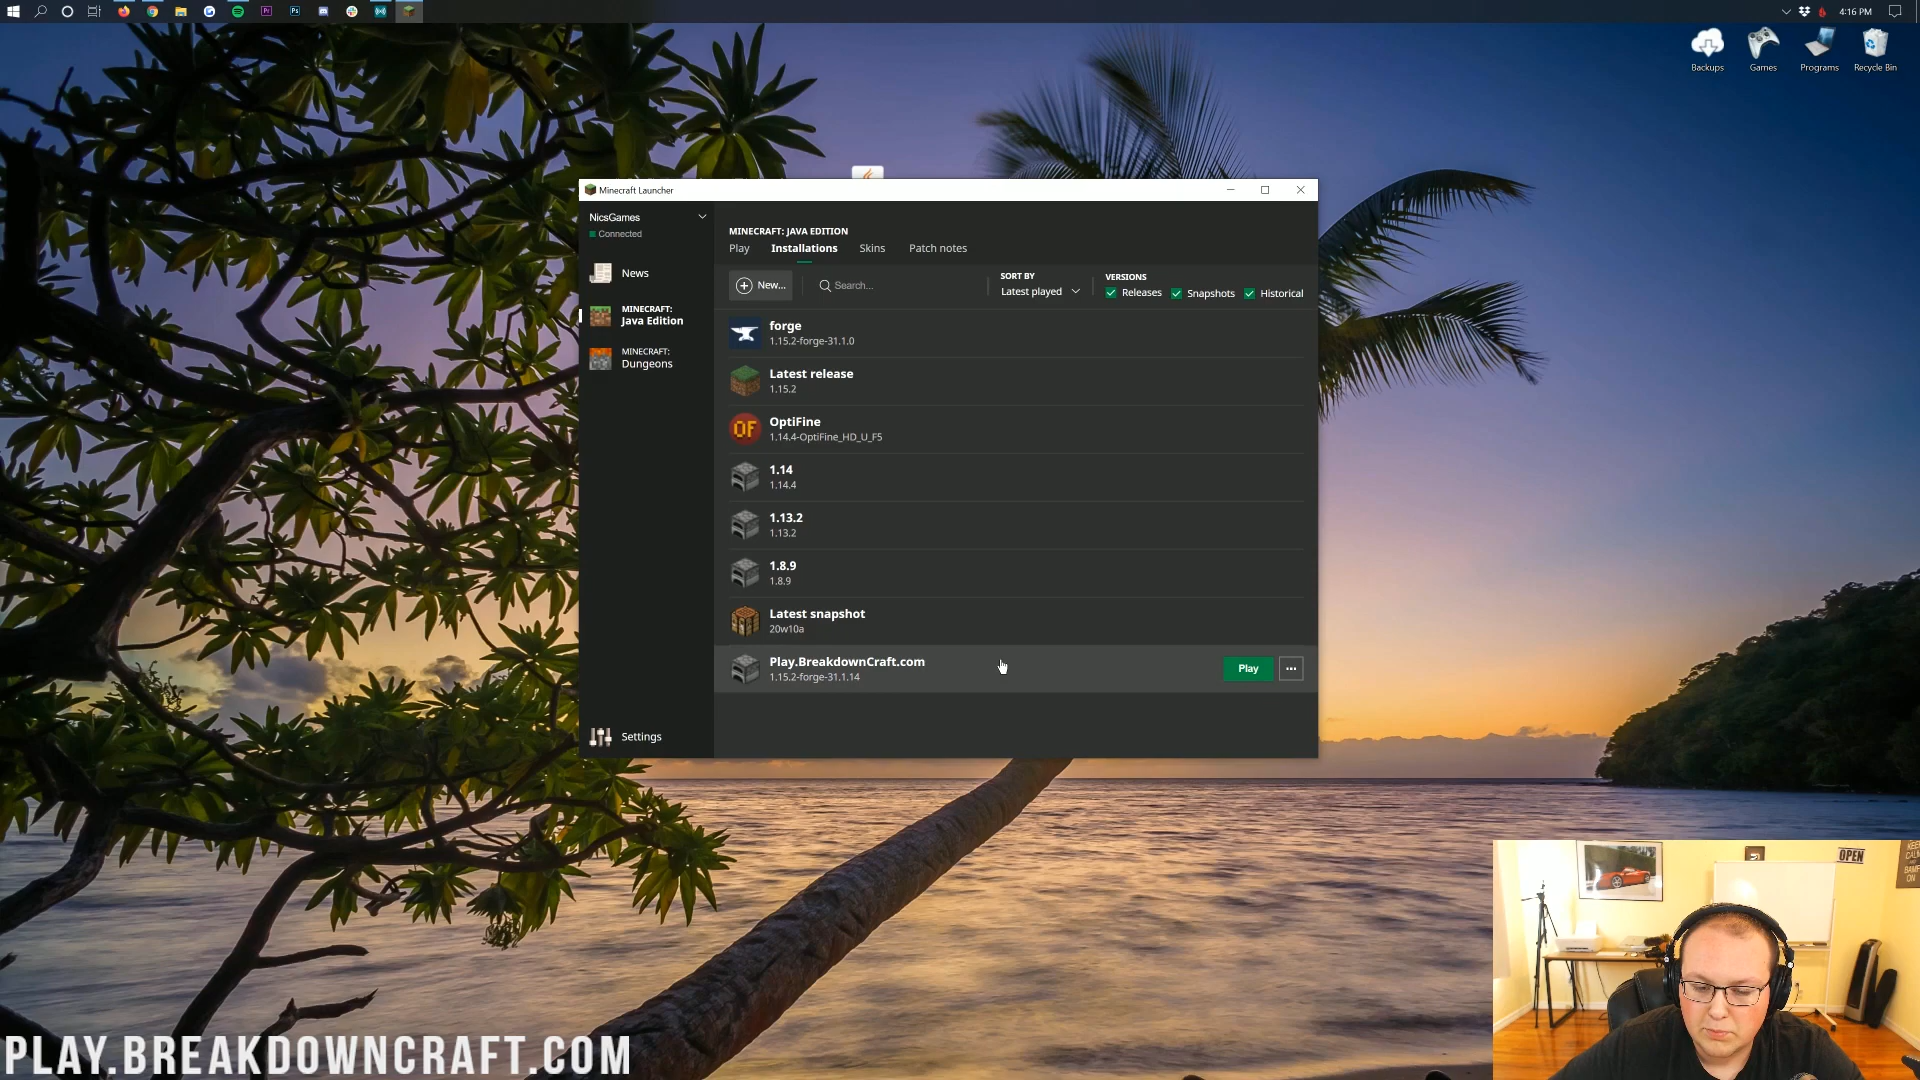 4:16 PM
Backups
Games
Programs
Recycle Bin
Minecraft Launcher
NicsGames
Connected
News
MINECRAFT:
Java Edition
MINECRAFT:
Dungeons
Settings
MINECRAFT: JAVA EDITION
Play Installations Skins Patch notes
New...
Search...
SORT BY
Latest played
VERSIONS
Releases Snapshots Historical
forge
1.15.2-forge-31.1.0
Latest release
1.15.2
OF
OptiFine
1.14.4-OptiFine_HD_U_F5
1.14
1.14.4
1.13.2
1.13.2
1.8.9
1.8.9
Latest snapshot
20w10a
Play.BreakdownCraft.com
1.15.2-forge-31.1.14
Play
...
OPEN
KEEP
CALM
AND
PLAY.BREAKDOWNCRAFT.COM